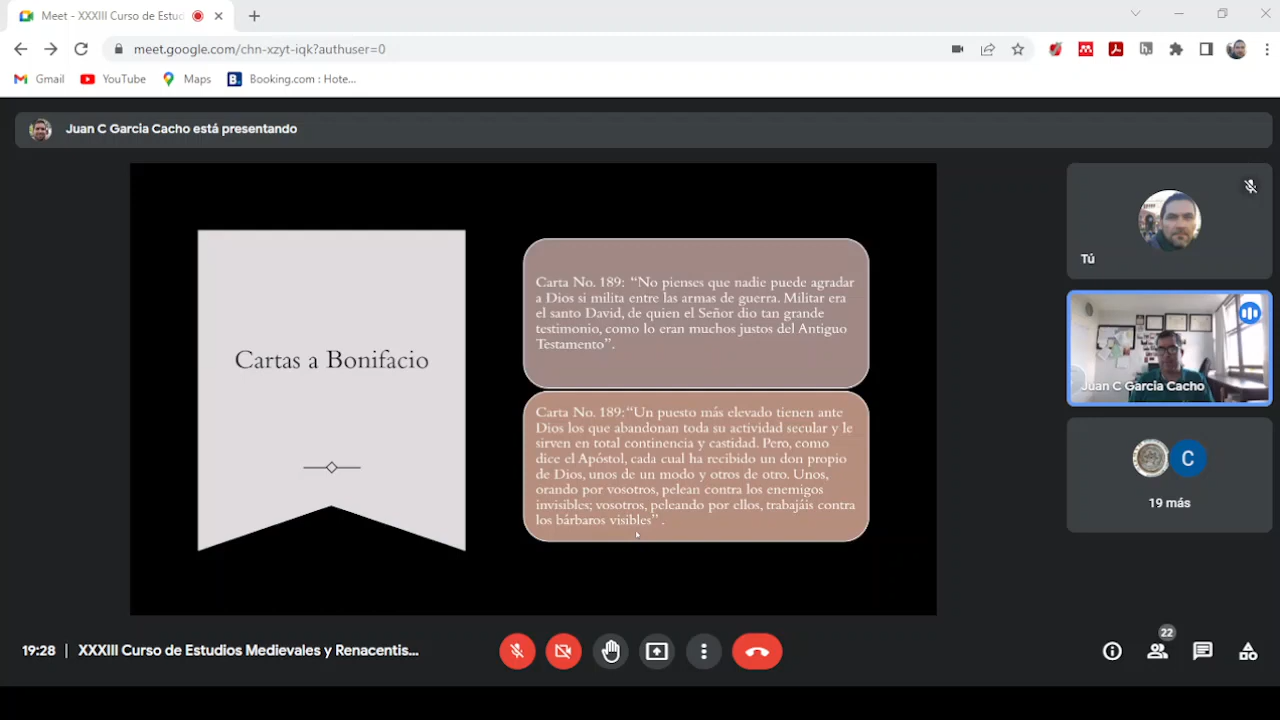 Meet - XXXIII Curso de Estud
meet.google.com/chn-xzyt-iqk?authuser=0
Gmail
YouTube
Maps
B.
Booking.com : Hote...
Juan C Garcia Cacho está presentando
Cartas a Bonifacio
Carta No. 189: “No pienses que nadie puede agradar
a Dios si milita entre las armas de guerra. Militar era
el santo David, de quien el Señor dio tan grande
testimonio, como lo eran muchos justos del Antiguo
Testamento”.
Carta No. 189:“Un puesto más elevado tienen ante
Dios los que abandonan toda su actividad secular y le
sirven en total continencia y castidad. Pero, como
dice el Apóstol, cada cual ha recibido un don propio
de Dios, unos de un modo y otros de otro. Unos,
orando por vosotros, pelean contra los enemigos
invisibles; vosotros, peleando por ellos, trabajáis contra
los bárbaros visibles” .
Tú
Juan C Garcia Cacho
C
19 más
19:28 | XXXIII Curso de Estudios Medievales y Renacentis...
22